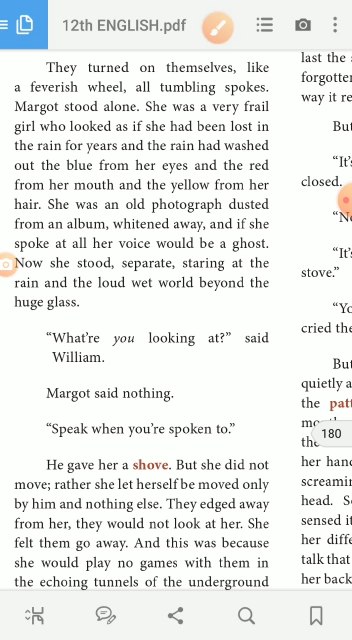 12th ENGLISH.pdf
They turned on themselves, like
a feverish wheel, all tumbling spokes.
Margot stood alone. She was a very frail
girl who looked as if she had been lost in
the rain for years and the rain had washed
out the blue from her eyes and the red
from her mouth and the yellow from her
hair. She was an old photograph dusted
from an album, whitened away, and if she
spoke at all her voice would be a ghost.
Now she stood, separate, staring at the
rain and the loud wet world beyond the
huge glass.
“What’re you looking at?” said
William.
Margot said nothing.
“Speak when you’re spoken to.”
He gave her a shove. But she did not
move; rather she let herself be moved only
by him and nothing else. They edged away
from her, they would not look at her. She
felt them go away. And this was because
she would play no games with them in
the echoing tunnels of the underground
last the
forgotten
way it re
But
“It’s
closed.
“It’s
stove.”
“Yo
cried the
But
quietly a
the patt
180
the
her hand
screamin
head. S
sensed it
her diffe
talk that
her back